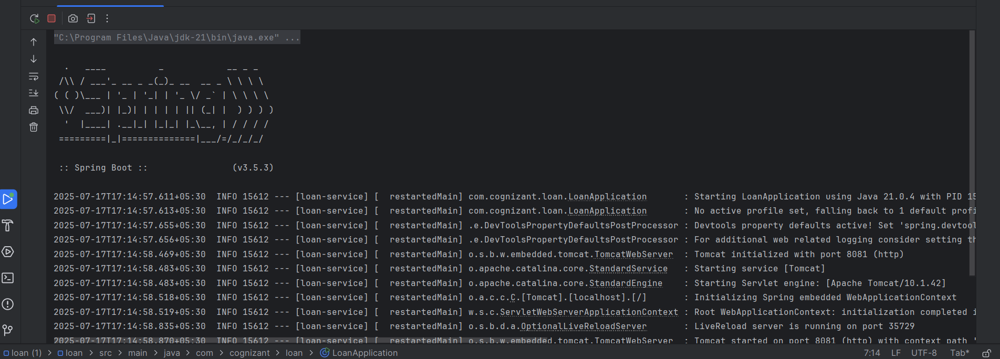 "C:\Program Files\Java\jdk-21\bin\java.exe" ...
  .   ____          _            __ _ _
 /\\ / ___'_ __ _ _(_)_ __  __ _ \ \ \ \
( ( )\___ | '_ | '_| | '_ \/ _` | \ \ \ \
 \\/  ___)| |_)| | | | | || (_| |  ) ) ) )
  '  |____| .__|_| |_|_| |_\__, | / / / /
 =========|_|==============|___/=/_/_/_/
 :: Spring Boot ::                (v3.5.3)
2025-07-17T17:14:57.611+05:30  INFO 15612 --- [loan-service] [  restartedMain] com.cognizant.loan.LoanApplication       : Starting LoanApplication using Java 21.0.4 with PID 15
2025-07-17T17:14:57.613+05:30  INFO 15612 --- [loan-service] [  restartedMain] com.cognizant.loan.LoanApplication       : No active profile set, falling back to 1 default profi
2025-07-17T17:14:57.655+05:30  INFO 15612 --- [loan-service] [  restartedMain] .e.DevToolsPropertyDefaultsPostProcessor : Devtools property defaults active! Set 'spring.devtool
2025-07-17T17:14:57.656+05:30  INFO 15612 --- [loan-service] [  restartedMain] .e.DevToolsPropertyDefaultsPostProcessor : For additional web related logging consider setting th
2025-07-17T17:14:58.469+05:30  INFO 15612 --- [loan-service] [  restartedMain] o.s.b.w.embedded.tomcat.TomcatWebServer  : Tomcat initialized with port 8081 (http)
2025-07-17T17:14:58.483+05:30  INFO 15612 --- [loan-service] [  restartedMain] o.apache.catalina.core.StandardService   : Starting service [Tomcat]
2025-07-17T17:14:58.483+05:30  INFO 15612 --- [loan-service] [  restartedMain] o.apache.catalina.core.StandardEngine    : Starting Servlet engine: [Apache Tomcat/10.1.42]
2025-07-17T17:14:58.518+05:30  INFO 15612 --- [loan-service] [  restartedMain] o.a.c.c.C.[Tomcat].[localhost].[/]       : Initializing Spring embedded WebApplicationContext
2025-07-17T17:14:58.519+05:30  INFO 15612 --- [loan-service] [  restartedMain] w.s.c.ServletWebServerApplicationContext : Root WebApplicationContext: initialization completed i
2025-07-17T17:14:58.835+05:30  INFO 15612 --- [loan-service] [  restartedMain] o.s.b.d.a.OptionalLiveReloadServer       : LiveReload server is running on port 35729
2025-07-17T17:14:58.870+05:30  INFO 15612 --- [loan-service] [  restartedMain] o.s.b.w.embedded.tomcat.TomcatWebServer  : Tomcat started on port 8081 (http) with context path '
loan (1) > loan > src > main > java > com > cognizant > loan > LoanApplication 7:14 LF UTF-8 Tab*